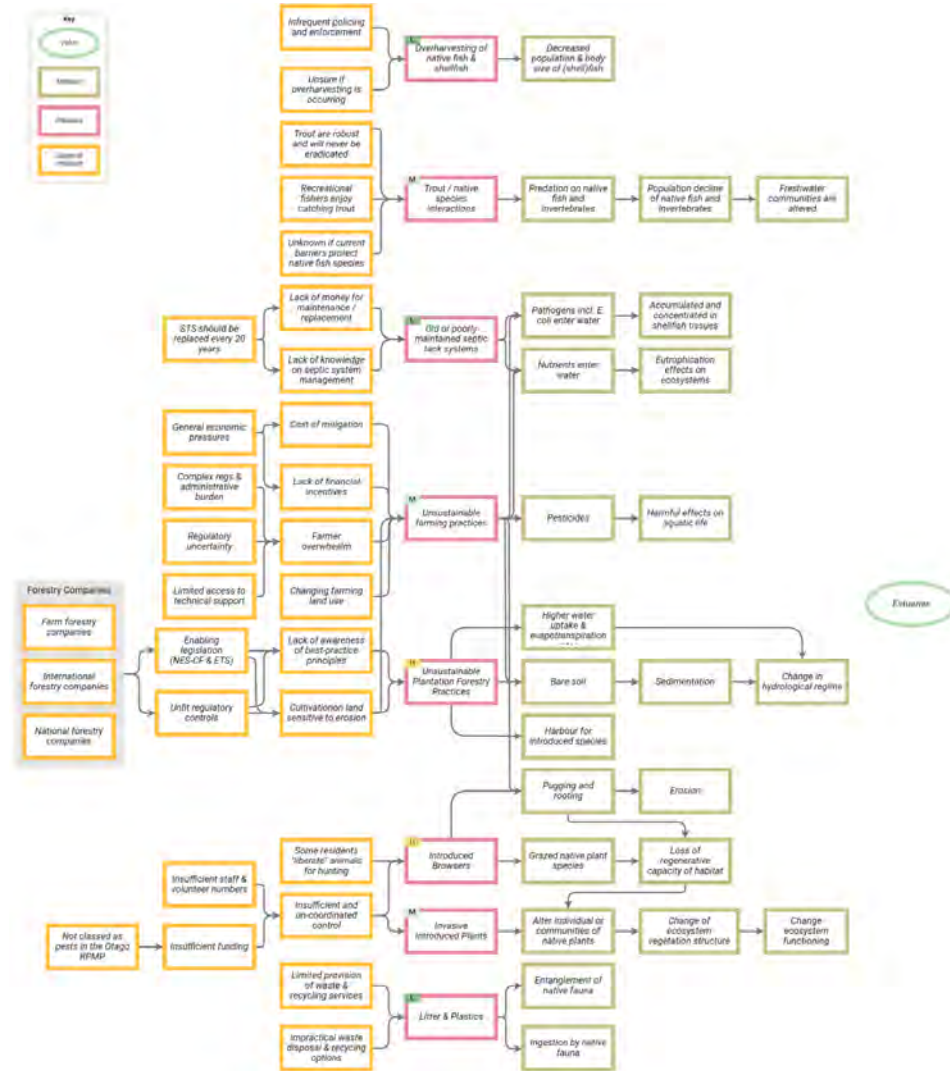 Key
Value
Pressure
Infrequent policing
and enforcement
Unsure if
overharvesting is
occurring
L
Overharvesting of
native fish &
shellfish
Decreased
population & body
size of (shell)fish
Trout are robust
and will never be
eradicated
Recreational
fishers enjoy
catching trout
Unknown if current
barriers protect
native fish species
M
Trout / native
species
interactions
Predation on native
fish and
invertebrates
Population decline
of native fish and
invertebrates
Freshwater
communities are
altered
STS should be
replaced every 20
years
Lack of money for
maintenance /
replacement
Lack of knowledge
on septic system
management
L
Old or poorly-
maintained septic
tank systems
Pathogens incl. E.
coli enter water
Accumulated and
concentrated in
shellfish tissues
Nutrients enter
water
Eutrophication
effects on
ecosystems
General economic
pressures
Complex regs &
administrative
burden
Regulatory
uncertainty
Limited access to
technical support
Cost of mitigation
Lack of financial
incentives
Farmer
overwhealm
Changing farming
land use
M
Unsustainable
farming practices
Pesticides
Harmful effects on
aquatic life
Forestry Companies
Farm forestry
companies
International
forestry companies
National forestry
companies
Enabling
legislation
(NES-CF & ETS)
Unfit regulatory
controls
Lack of awareness
of best-practice
principles
Cultivationon land
sensitive to erosion
H
Unsustainable
Plantation Forestry
Practices
Higher water
uptake &
evapotranspiration
Bare soil
Sedimentation
Change in
hydrological regime
Harbour for
introduced species
Estuaries
Pugging and
rooting
Erosion
Some residents
'liberate' animals
for hunting
Insufficient staff &
volunteer numbers
Insufficient and
un-coordinated
control
Not classed as
pests in the Otago
RPMP
Insufficient funding
H
Introduced
Browsers
Grazed native plant
species
Loss of
regenerative
capacity of habitat
M
Invasive
Introduced Plants
Alter individual or
communities of
native plants
Change of
ecosystem
vegetation structure
Change
ecosystem
functioning
Limited provision
of waste &
recycling services
Impractical waste
disposal & recycling
options
L
Litter & Plastics
Entanglement of
native fauna
Ingestion by native
fauna